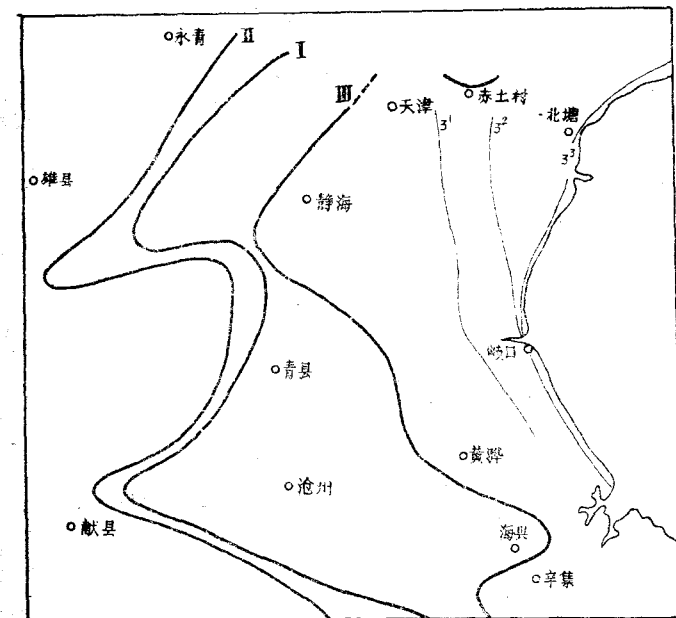 永青
II
I
III
天津
赤土村
北塘
3¹
3²
3³
雄县
静海
岐口
青县
黄骅
沧州
献县
海兴
辛集